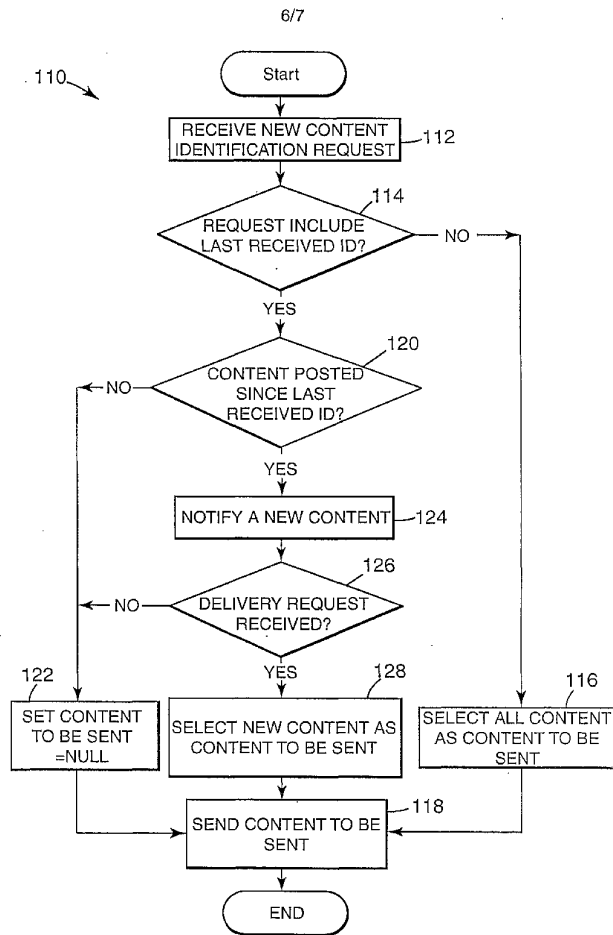 6/7
110
Start
RECEIVE NEW CONTENT
IDENTIFICATION REQUEST
112
114
REQUEST INCLUDE
LAST RECEIVED ID?
NO
YES
120
CONTENT POSTED
SINCE LAST
RECEIVED ID?
NO
YES
NOTIFY A NEW CONTENT
124
126
DELIVERY REQUEST
RECEIVED?
NO
YES
122
SET CONTENT
TO BE SENT
=NULL
128
SELECT NEW CONTENT AS
CONTENT TO BE SENT
116
SELECT ALL CONTENT
AS CONTENT TO BE
SENT
118
SEND CONTENT TO BE
SENT
END